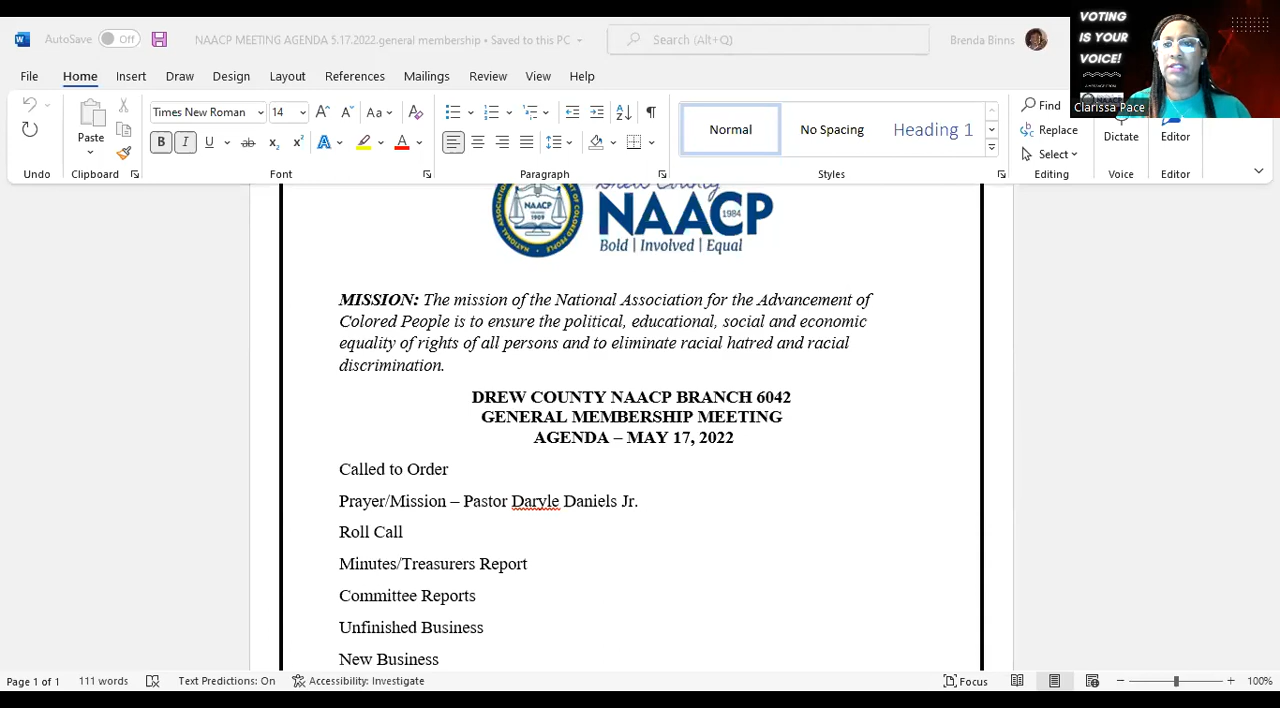 AutoSave Off NAACP MEETING AGENDA 5.17.2022.general membership • Saved to this PC Search (Alt+Q) Brenda Binns
VOTING
IS YOUR
VOICE!
Clarissa Pace
File Home Insert Draw Design Layout References Mailings Review View Help
Paste
Times New Roman 14
Normal No Spacing Heading 1
Find
Replace
Select
Dictate
Editor
Undo Clipboard Font Paragraph Styles Editing Voice Editor
Drew County
NAACP
1984
Bold | Involved | Equal
NAACP
1909
MISSION: The mission of the National Association for the Advancement of
Colored People is to ensure the political, educational, social and economic
equality of rights of all persons and to eliminate racial hatred and racial
discrimination.
DREW COUNTY NAACP BRANCH 6042
GENERAL MEMBERSHIP MEETING
AGENDA – MAY 17, 2022
Called to Order
Prayer/Mission – Pastor Daryle Daniels Jr.
Roll Call
Minutes/Treasurers Report
Committee Reports
Unfinished Business
New Business
Page 1 of 1 111 words Text Predictions: On Accessibility: Investigate Focus 100%